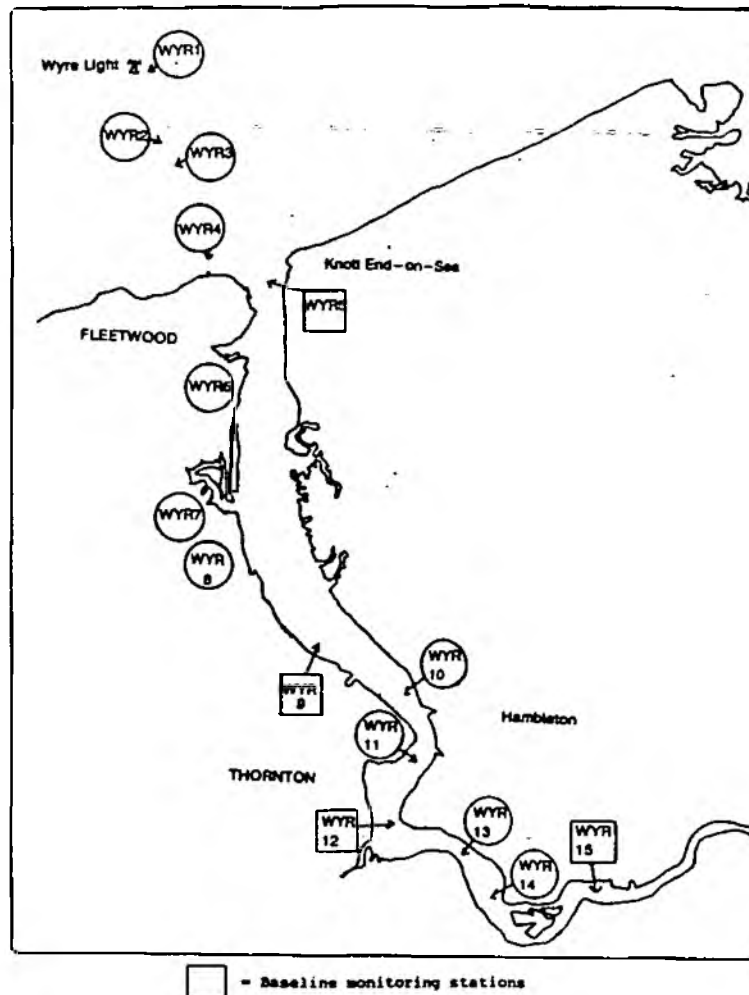 WYR1
Wyre Light
WYR2
WYR3
WYR4
Knott End-on-Sea
WYR5
FLEETWOOD
WYR6
WYR7
WYR
8
WYR
10
WYR
9
Hambleton
WYR
11
THORNTON
WYR
12
WYR
13
WYR
15
WYR
14
= Baseline monitoring stations